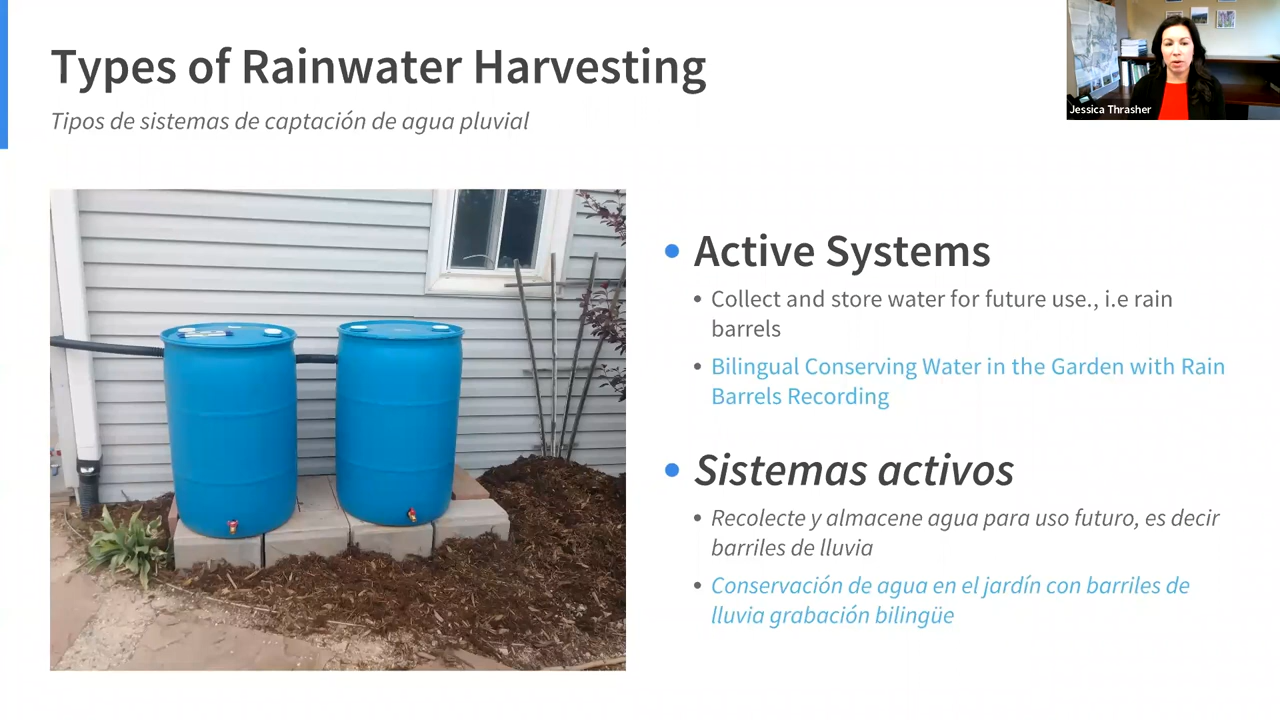 Types of Rainwater Harvesting
Tipos de sistemas de captación de agua pluvial
Jessica Thrasher
Active Systems
Collect and store water for future use., i.e rain
barrels
Bilingual Conserving Water in the Garden with Rain
Barrels Recording
Sistemas activos
Recolecte y almacene agua para uso futuro, es decir
barriles de lluvia
Conservación de agua en el jardín con barriles de
lluvia grabación bilingüe